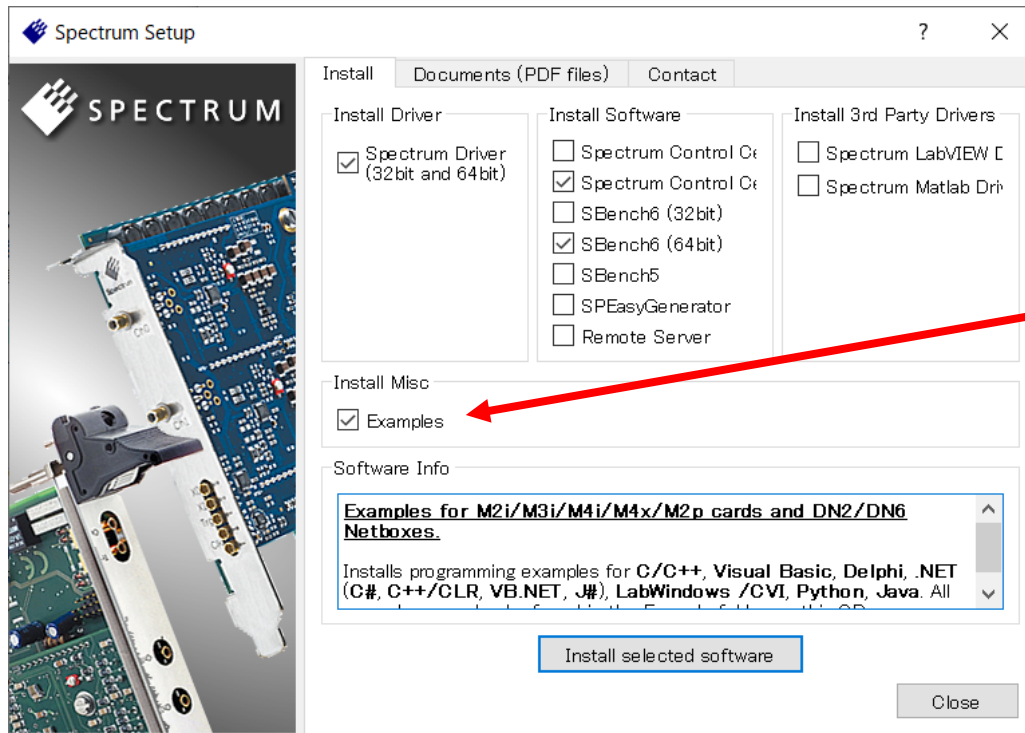 Spectrum Setup
SPECTRUM
Install
Documents (PDF files)
Contact
Install Driver
Spectrum Driver
(32bit and 64bit)
Install Software
Spectrum Control Ce
Spectrum Control Ce
SBench6 (32bit)
SBench6 (64bit)
SBench5
SPEasyGenerator
Remote Server
Install 3rd Party Drivers
Spectrum LabVIEW D
Spectrum Matlab Driv
Install Misc
Examples
Software Info
Examples for M2i/M3i/M4i/M4x/M2p cards and DN2/DN6
Netboxes.
Installs programming examples for C/C++, Visual Basic, Delphi, .NET
(C#, C++/CLR, VB.NET, J#), LabWindows /CVI, Python, Java. All
Install selected software
Close